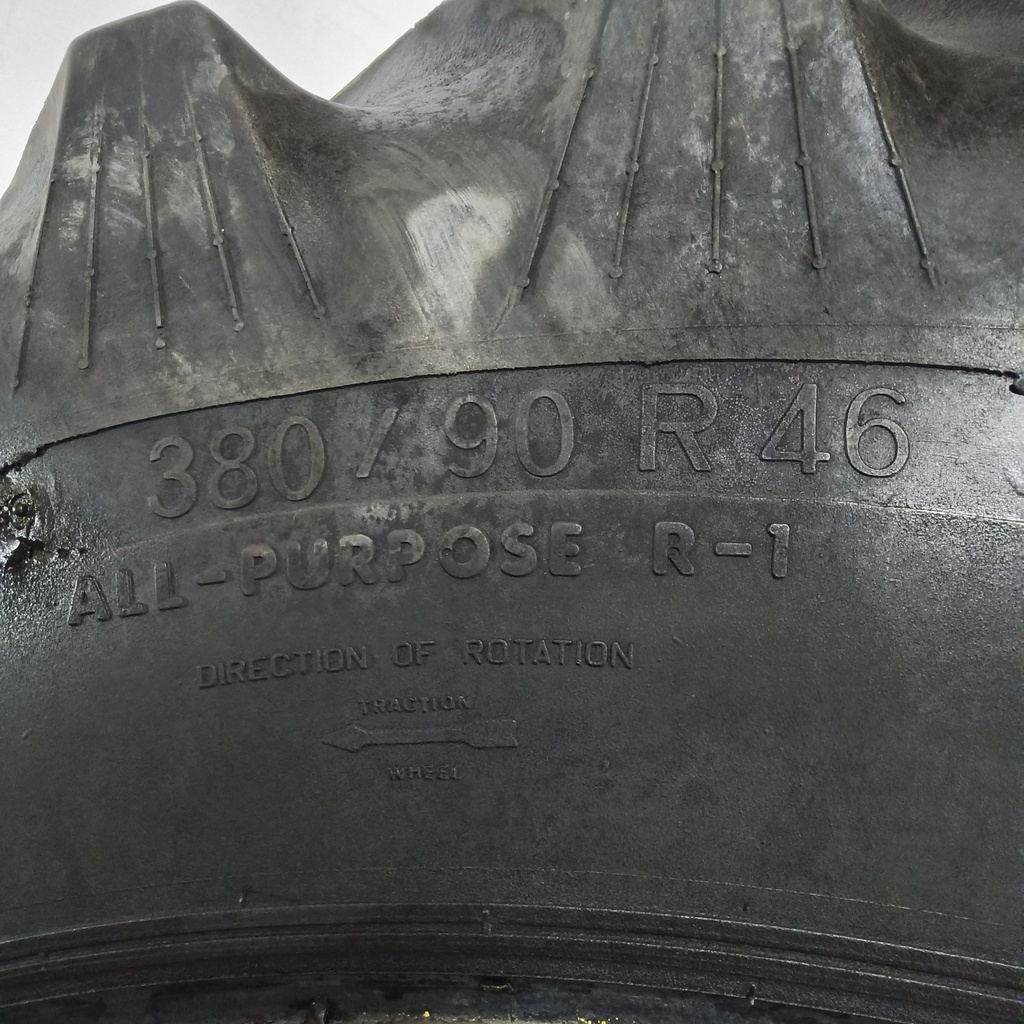 380 / 90 R 46
ALL-PURPOSE R-1
DIRECTION OF ROTATION
TRACTION
WHEEL